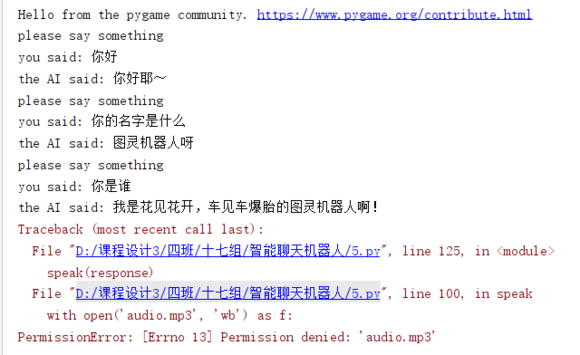 Hello from the pygame community. https://www.pygame.org/contribute.html
please say something
you said: 你好
the AI said: 你好耶～
please say something
you said: 你的名字是什么
the AI said: 图灵机器人呀
please say something
you said: 你是谁
the AI said: 我是花见花开，车见车爆胎的图灵机器人啊!
Traceback (most recent call last):
  File "D:/课程设计3/四班/十七组/智能聊天机器人/5.py", line 125, in <module>
    speak(response)
  File "D:/课程设计3/四班/十七组/智能聊天机器人/5.py", line 100, in speak
    with open('audio.mp3', 'wb') as f:
PermissionError: [Errno 13] Permission denied: 'audio.mp3'